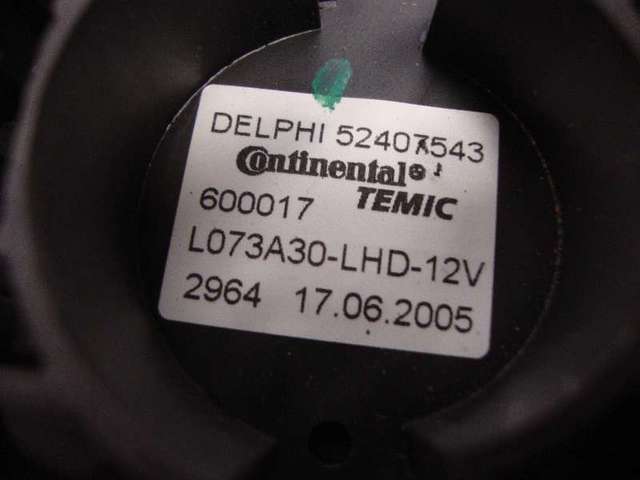 DELPHI 52407543
Continental®
TEMIC
600017
L073A30-LHD-12V
2964 17.06.2005